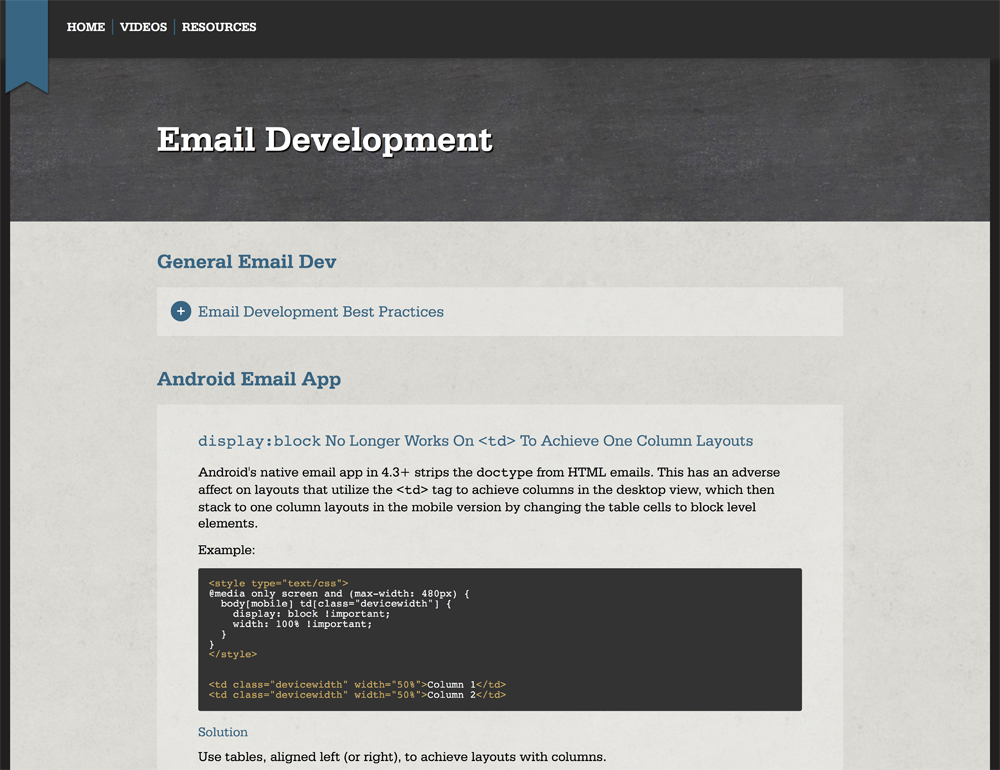 HOME VIDEOS RESOURCES
Email Development
General Email Dev
+ Email Development Best Practices
Android Email App
display:block No Longer Works On <td> To Achieve One Column Layouts
Android's native email app in 4.3+ strips the doctype from HTML emails. This has an adverse
affect on layouts that utilize the <td> tag to achieve columns in the desktop view, which then
stack to one column layouts in the mobile version by changing the table cells to block level
elements.
Example:
<style type="text/css">
@media only screen and (max-width: 480px) {
  body[mobile] td[class="devicewidth"] {
    display: block !important;
    width: 100% !important;
  }
}
</style>
<td class="devicewidth" width="50%">Column 1</td>
<td class="devicewidth" width="50%">Column 2</td>
Solution
Use tables, aligned left (or right), to achieve layouts with columns.